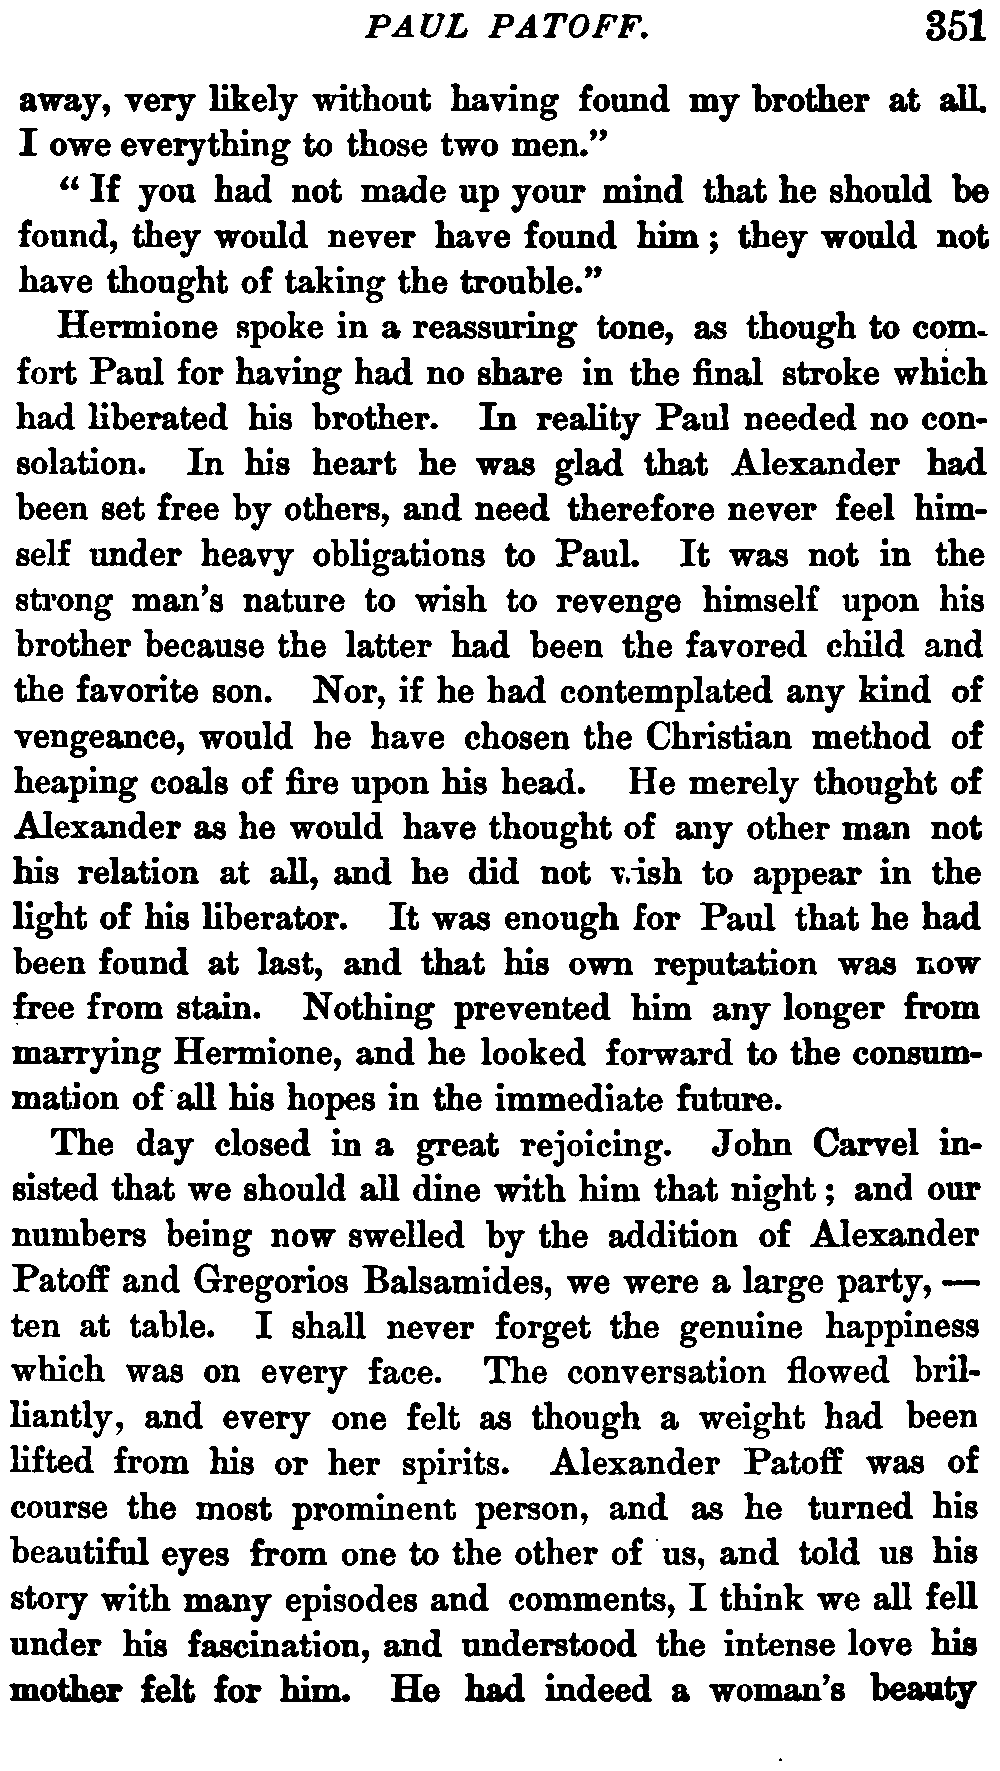 PAUL PATOFF. 351
away, very likely without having found my brother at all.
I owe everything to those two men.”
“ If you had not made up your mind that he should be
found, they would never have found him ; they would not
have thought of taking the trouble.”
Hermione spoke in a reassuring tone, as though to com-
fort Paul for having had no share in the final stroke which
had liberated his brother. In reality Paul needed no con-
solation. In his heart he was glad that Alexander had
been set free by others, and need therefore never feel him-
self under heavy obligations to Paul. It was not in the
strong man’s nature to wish to revenge himself upon his
brother because the latter had been the favored child and
the favorite son. Nor, if he had contemplated any kind of
vengeance, would he have chosen the Christian method of
heaping coals of fire upon his head. He merely thought of
Alexander as he would have thought of any other man not
his relation at all, and he did not wish to appear in the
light of his liberator. It was enough for Paul that he had
been found at last, and that his own reputation was now
free from stain. Nothing prevented him any longer from
marrying Hermione, and he looked forward to the consum-
mation of all his hopes in the immediate future.
The day closed in a great rejoicing. John Carvel in-
sisted that we should all dine with him that night ; and our
numbers being now swelled by the addition of Alexander
Patoff and Gregorios Balsamides, we were a large party, —
ten at table. I shall never forget the genuine happiness
which was on every face. The conversation flowed bril-
liantly, and every one felt as though a weight had been
lifted from his or her spirits. Alexander Patoff was of
course the most prominent person, and as he turned his
beautiful eyes from one to the other of us, and told us his
story with many episodes and comments, I think we all fell
under his fascination, and understood the intense love his
mother felt for him. He had indeed a woman’s beauty